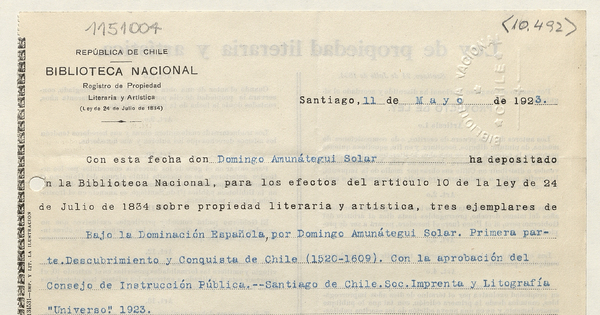 1151004
(10.492)
REPÚBLICA DE CHILE
BIBLIOTECA NACIONAL
Registro de Propiedad
Literaria y Artística
(Ley de 24 de Julio de 1834)
Santiago, 11 de Mayo de 1923.
Con esta fecha don Domingo Amunátegui Solar ha depositado
n la Biblioteca Nacional, para los efectos del artículo 10 de la ley de 24
de Julio de 1834 sobre propiedad literaria y artística, tres ejemplares de
Bajo la Dominación Española, por Domingo Amunátegui Solar. Primera par-
te. Descubrimiento y Conquista de Chile (1520-1609). Con la aprobación del
Consejo de Instrucción Pública.--Santiago de Chile. Soc. Imprenta y Litografía
"Universo" 1923.
IMP. Y LIT. LA ILUSTRACION